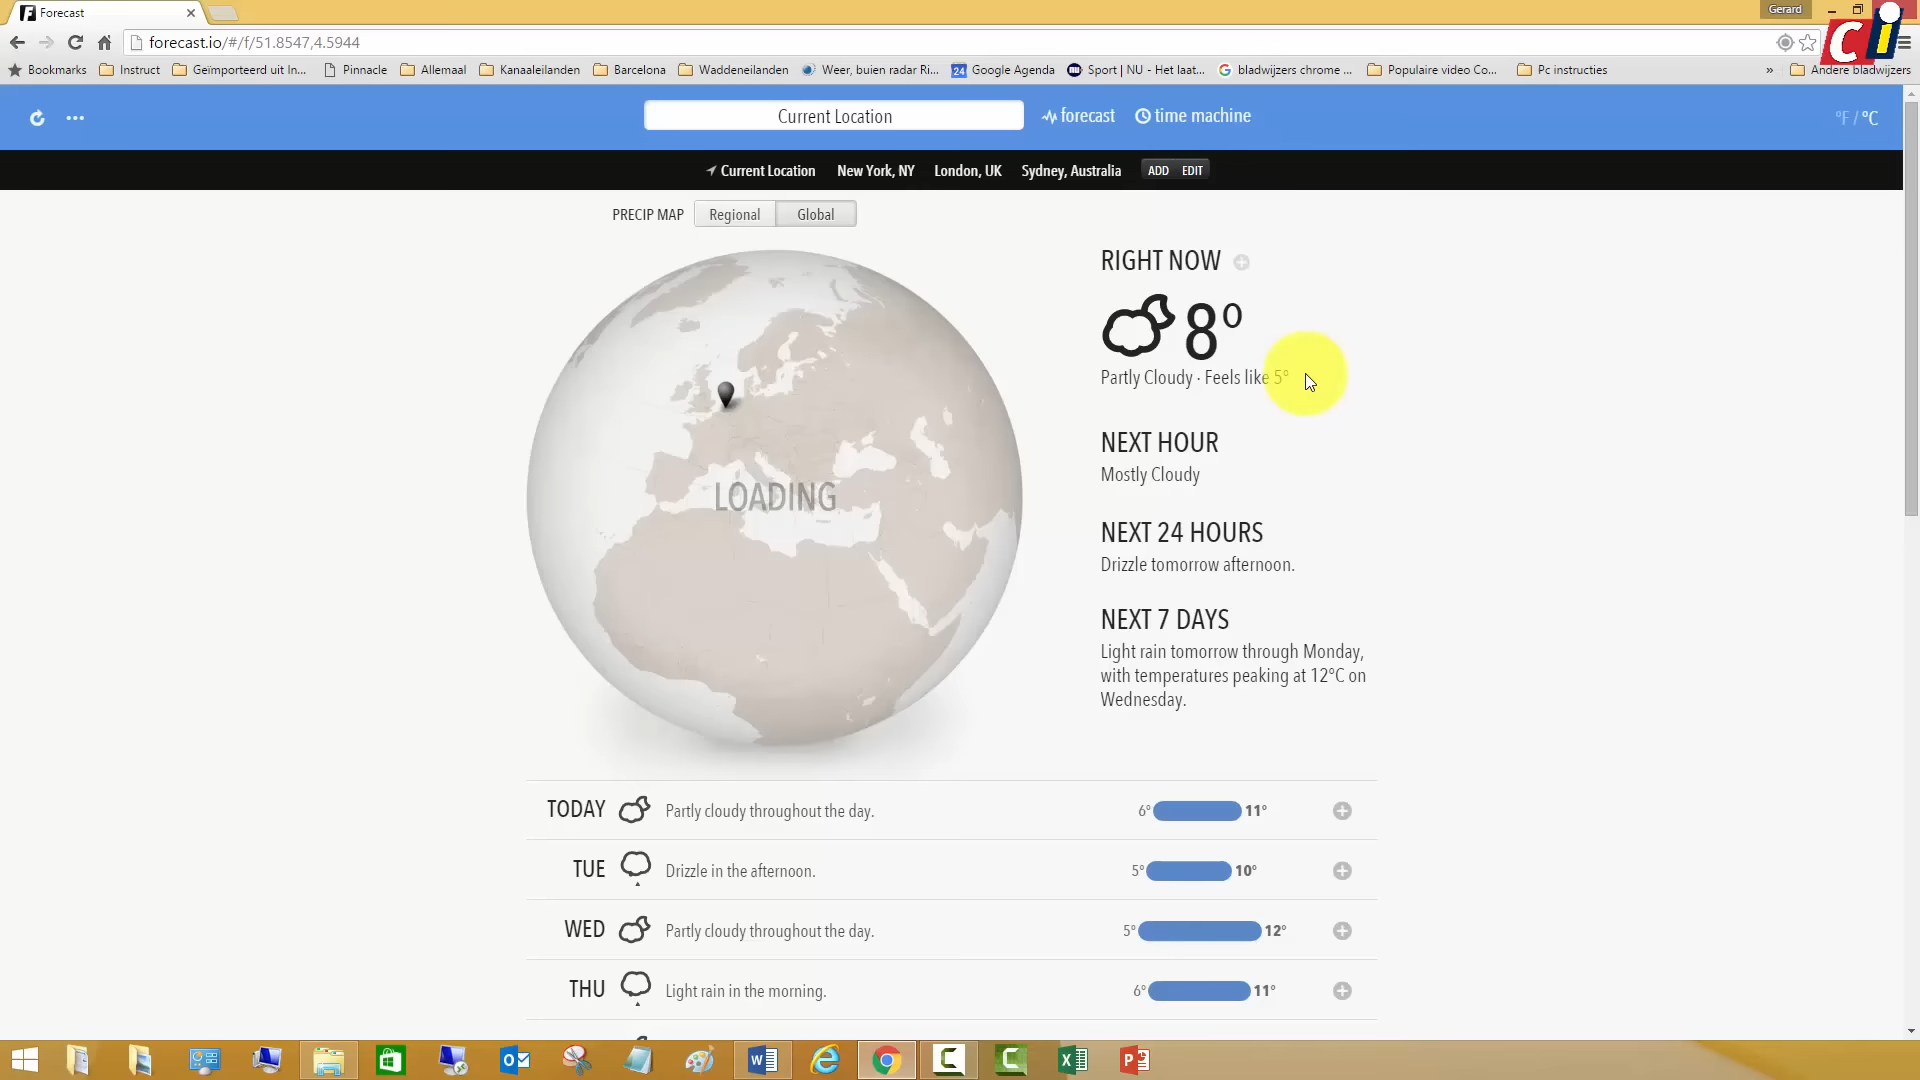 Forecast
Gerard
forecast.io/#/f/51.8547,4.5944
Ci
Bookmarks Instruct Geïmporteerd uit In... Pinnacle Allemaal Kanaaleilanden Barcelona Waddeneilanden Weer, buien radar Ri... 24 Google Agenda Sport | NU - Het laat... bladwijzers chrome ... Populaire video Co... Pc instructies » Andere bladwijzers
Current Location forecast time machine °F / °C
Current Location New York, NY London, UK Sydney, Australia ADD EDIT
PRECIP MAP Regional Global
LOADING
RIGHT NOW
8°
Partly Cloudy · Feels like 5°
NEXT HOUR
Mostly Cloudy
NEXT 24 HOURS
Drizzle tomorrow afternoon.
NEXT 7 DAYS
Light rain tomorrow through Monday,
with temperatures peaking at 12°C on
Wednesday.
TODAY Partly cloudy throughout the day. 6° 11°
TUE Drizzle in the afternoon. 5° 10°
WED Partly cloudy throughout the day. 5° 12°
THU Light rain in the morning. 6° 11°